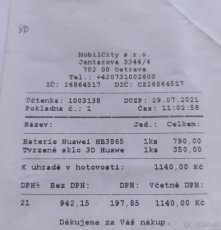 MobilCity s.r.o.
Jantarová 3344/4
702 00 Ostrava
Tel.: +420731002600
IČ: 26864517 DIČ: CZ26864517
Účtenka: 1003138 DUZP: 29.07.2021
Pokladna č.: 1 Čas: 11:02:58
Název: Jed.: Celkem:
Baterie Huawei HB3865 1ks 790,00
Tvrzené sklo 3D Huawe 1ks 350,00
K úhradě v hotovosti: 1140,00 Kč
DPH% Bez DPH: DPH: Včetně DPH:
21 942,15 197,85 1140,00 Kč
Děkujeme za Váš nákup.